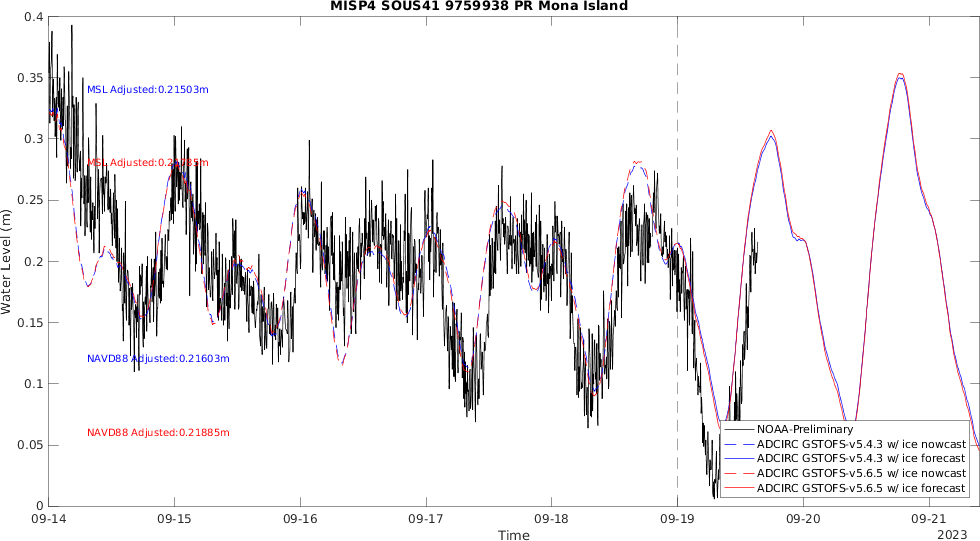 MISP4 SOUS41 9759938 PR Mona Island
0.4
0.35
0.3
0.25
0.2
0.15
0.1
0.05
0
Water Level (m)
MSL Adjusted:0.21503m
MSL
NAVD88 Adjusted:0.21603m
NAVD88 Adjusted:0.21885m
NOAA-Preliminary
ADCIRC GSTOFS-v5.4.3 w/ ice nowcast
ADCIRC GSTOFS-v5.4.3 w/ ice forecast
ADCIRC GSTOFS-v5.6.5 w/ ice nowcast
ADCIRC GSTOFS-v5.6.5 w/ ice forecast
09-14 09-15 09-16 09-17 09-18 09-19 09-20 09-21
Time
2023